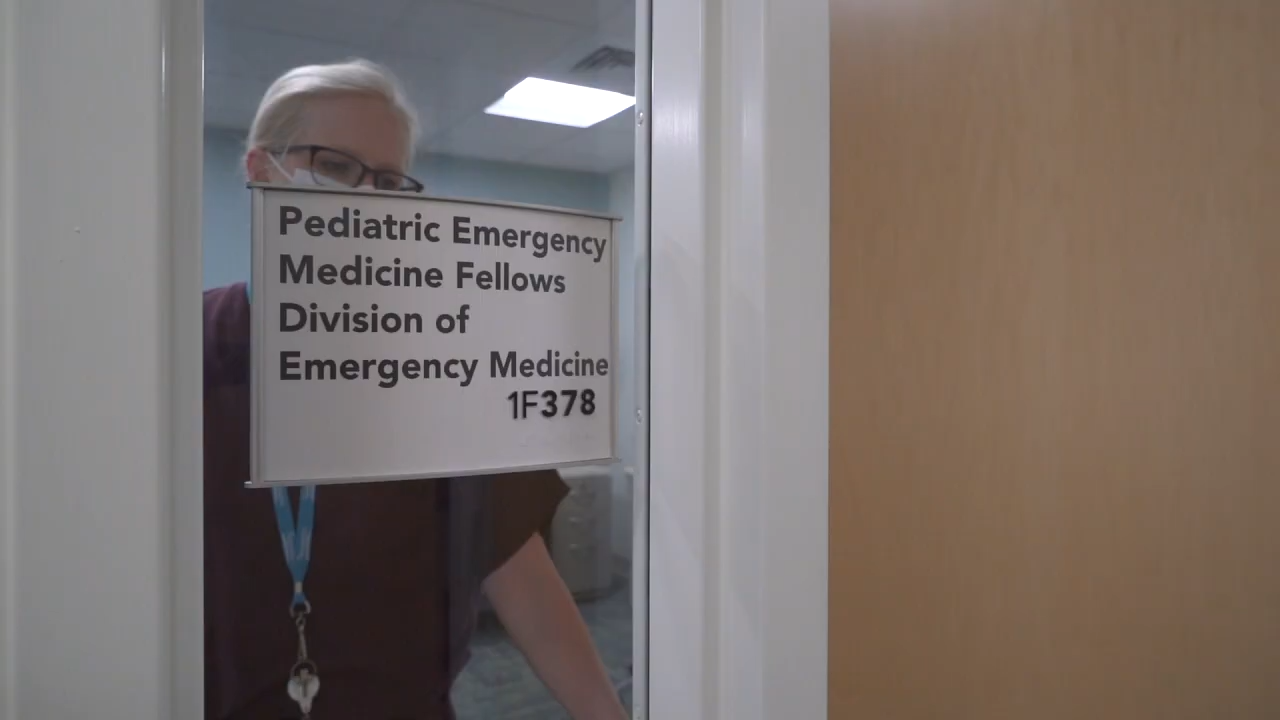 Pediatric Emergency
Medicine Fellows
Division of
Emergency Medicine
1F378